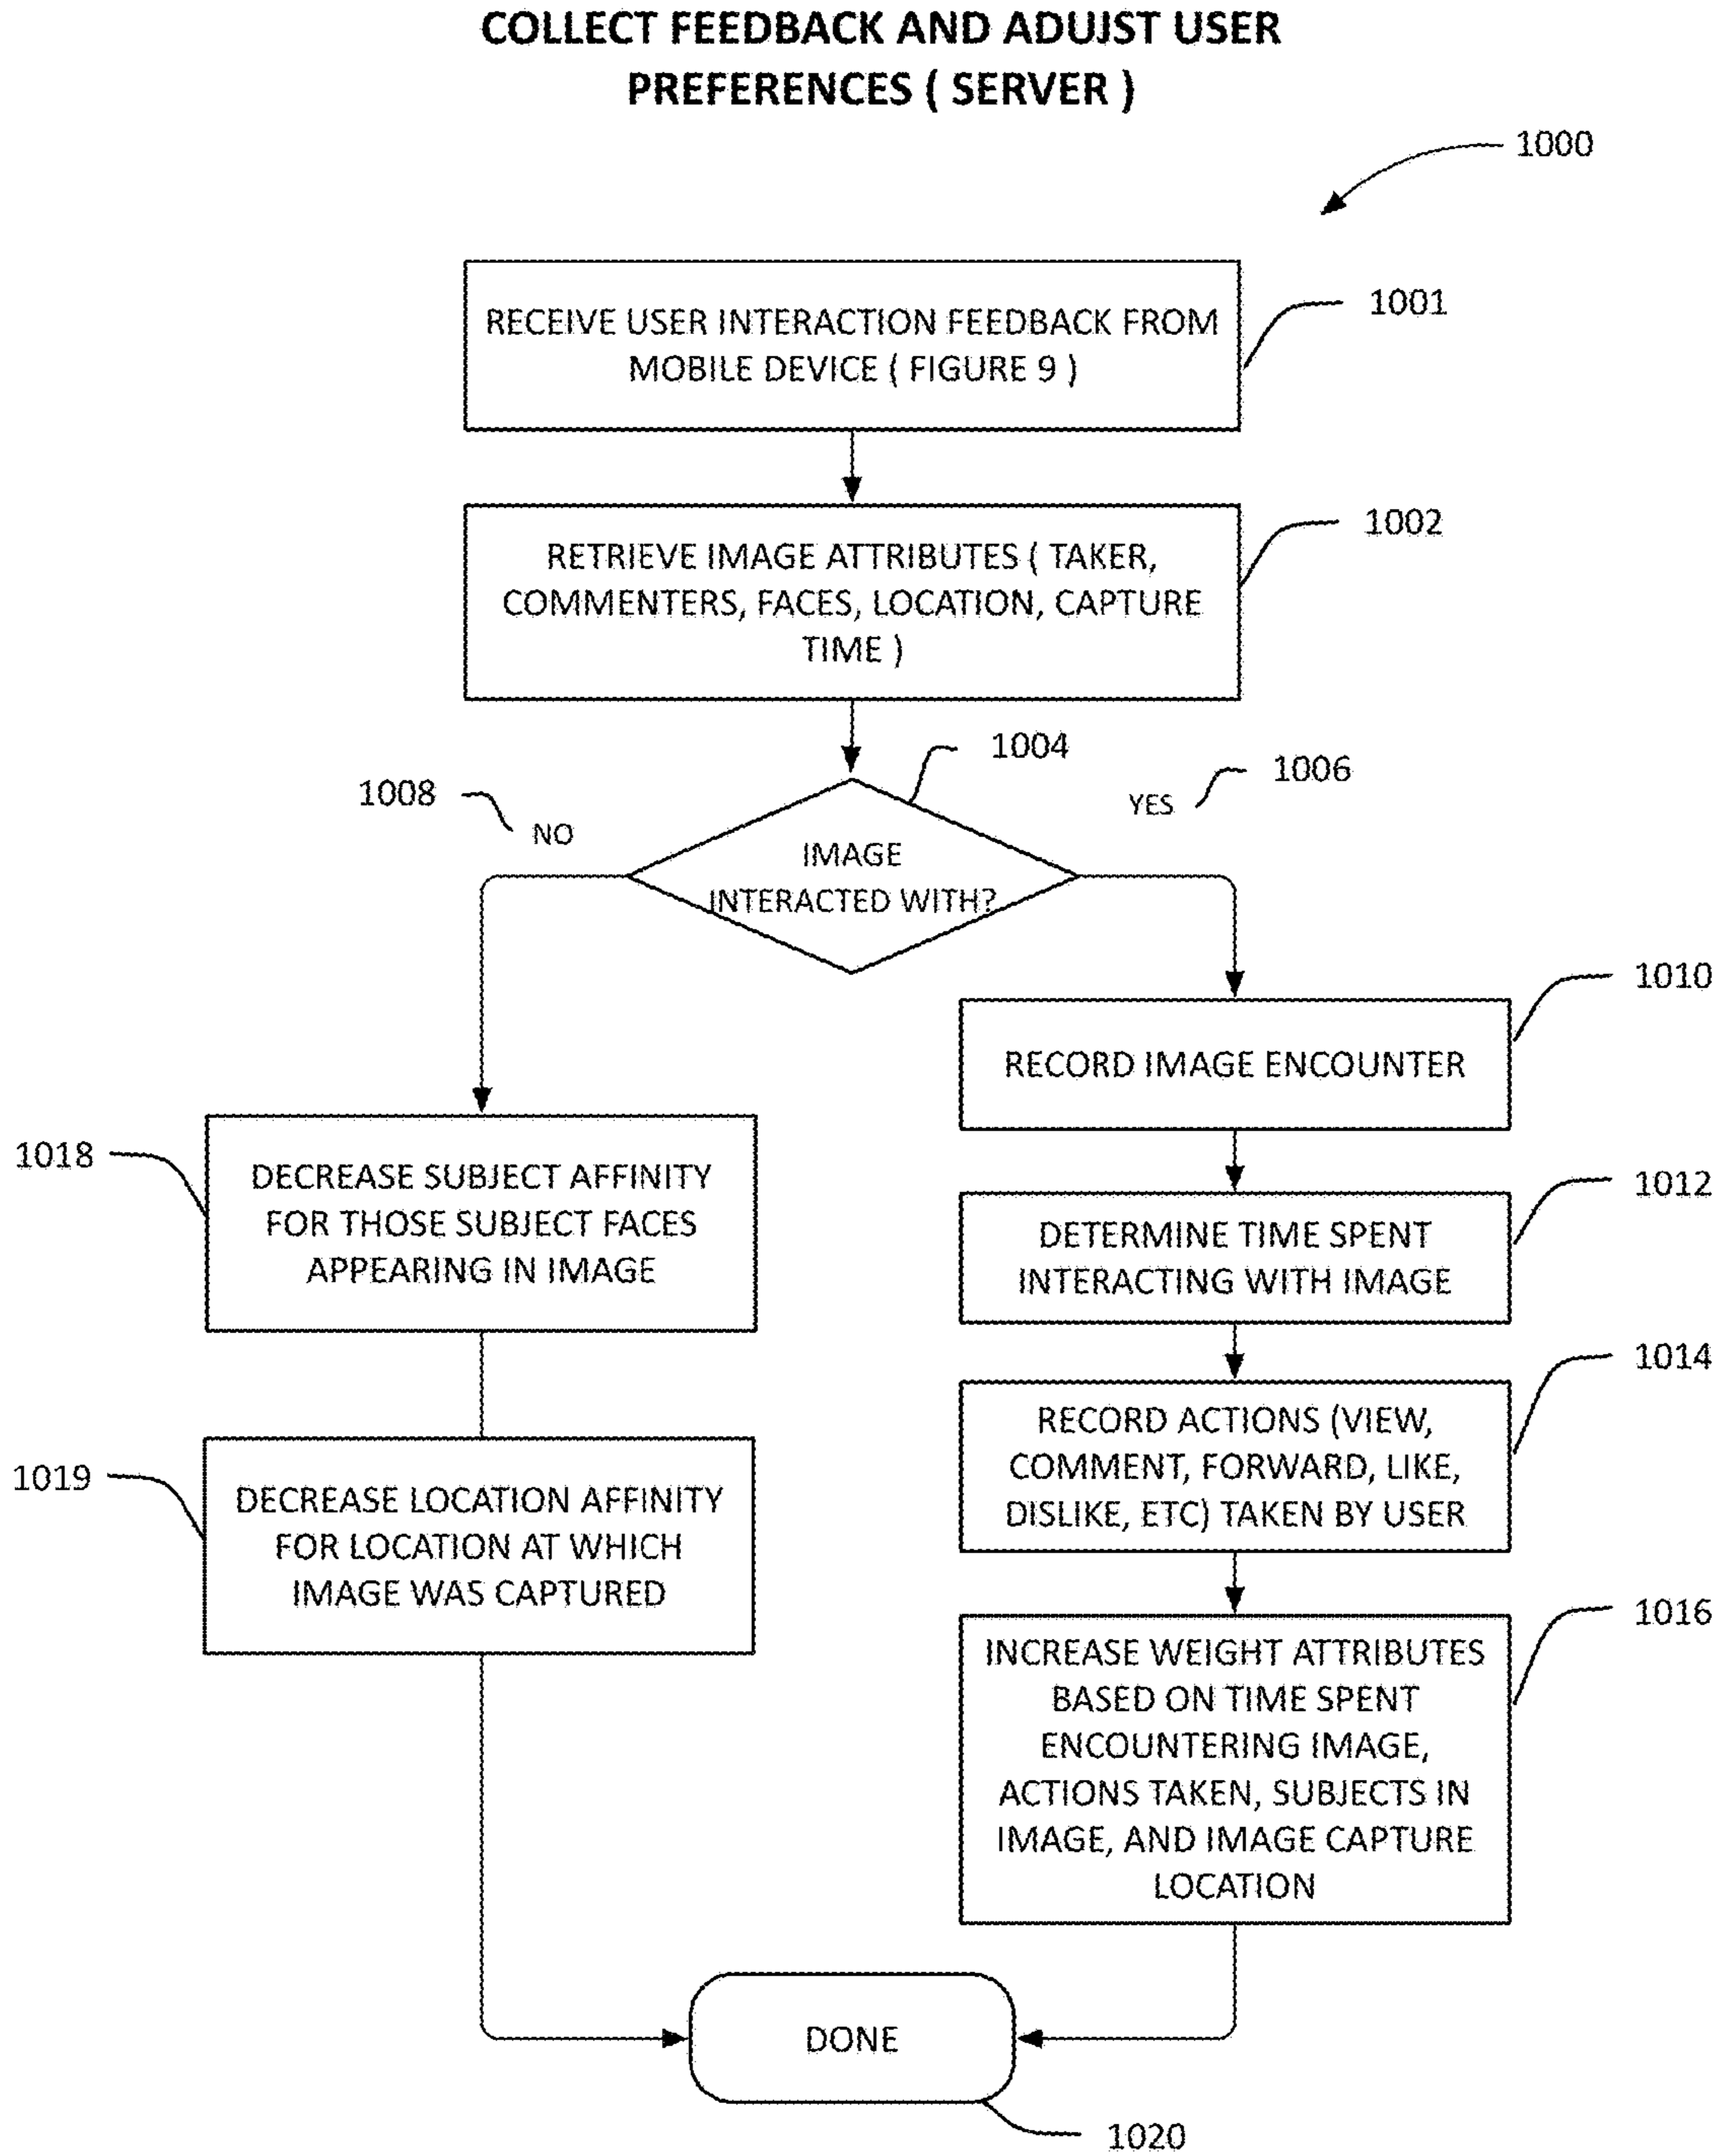 COLLECT FEEDBACK AND ADUJST USER
PREFERENCES ( SERVER )
1000
RECEIVE USER INTERACTION FEEDBACK FROM
MOBILE DEVICE ( FIGURE 9 )
1001
RETRIEVE IMAGE ATTRIBUTES ( TAKER,
COMMENTERS, FACES, LOCATION, CAPTURE
TIME )
1002
1004
IMAGE
INTERACTED WITH?
1008
NO
YES
1006
RECORD IMAGE ENCOUNTER
1010
1018
DECREASE SUBJECT AFFINITY
FOR THOSE SUBJECT FACES
APPEARING IN IMAGE
DETERMINE TIME SPENT
INTERACTING WITH IMAGE
1012
1019
DECREASE LOCATION AFFINITY
FOR LOCATION AT WHICH
IMAGE WAS CAPTURED
RECORD ACTIONS (VIEW,
COMMENT, FORWARD, LIKE,
DISLIKE, ETC) TAKEN BY USER
1014
INCREASE WEIGHT ATTRIBUTES
BASED ON TIME SPENT
ENCOUNTERING IMAGE,
ACTIONS TAKEN, SUBJECTS IN
IMAGE, AND IMAGE CAPTURE
LOCATION
1016
DONE
1020